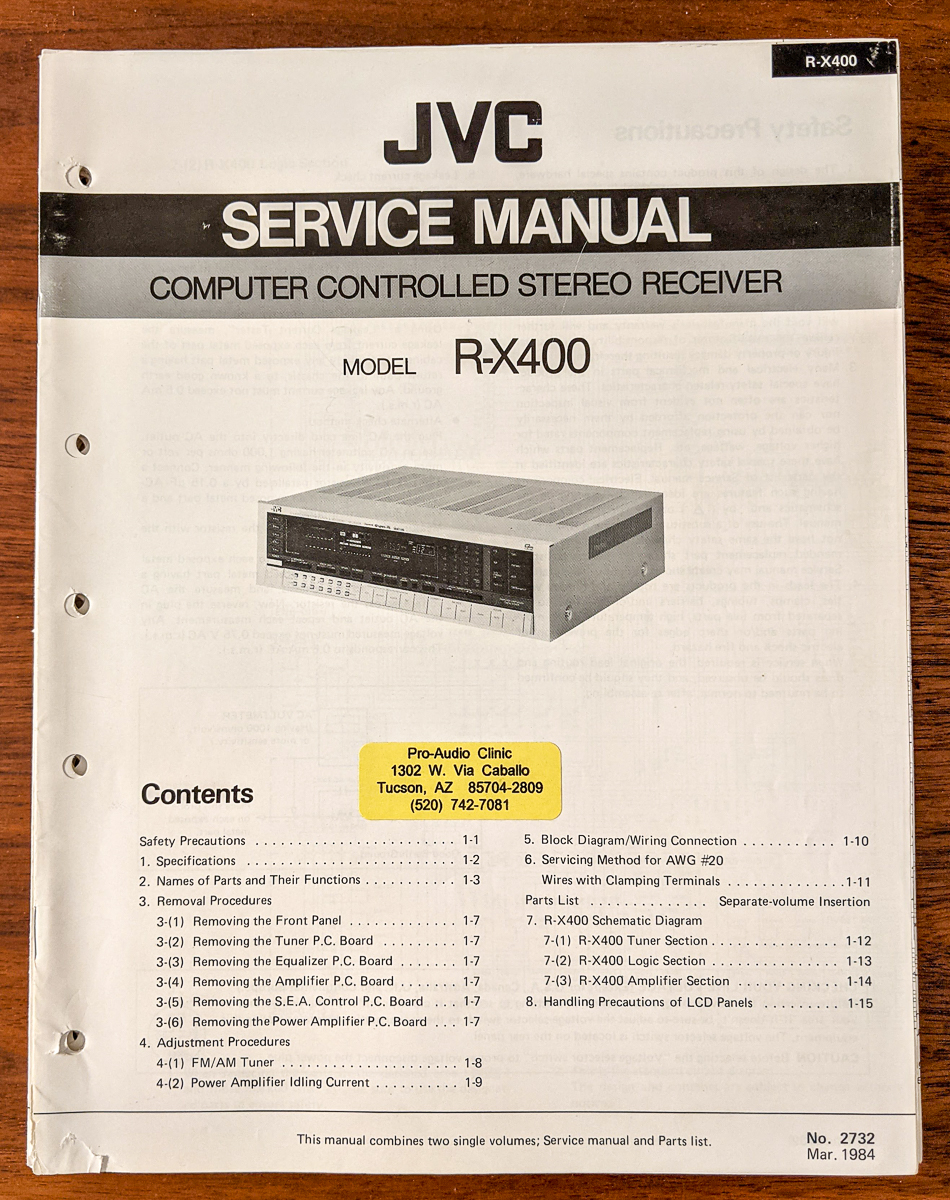 R-X400
JVC
SERVICE MANUAL
COMPUTER CONTROLLED STEREO RECEIVER
MODEL R-X400
JVC
Pro-Audio Clinic
1302 W. Via Caballo
Tucson, AZ 85704-2809
(520) 742-7081
Contents
Safety Precautions . . . . . . . . . . . . . . . . . . . . . . . . 1-1
1. Specifications . . . . . . . . . . . . . . . . . . . . . . . . . 1-2
2. Names of Parts and Their Functions . . . . . . . . . . . 1-3
3. Removal Procedures
3-(1) Removing the Front Panel . . . . . . . . . . . . . 1-7
3-(2) Removing the Tuner P.C. Board . . . . . . . . . 1-7
3-(3) Removing the Equalizer P.C. Board . . . . . . . 1-7
3-(4) Removing the Amplifier P.C. Board . . . . . . . 1-7
3-(5) Removing the S.E.A. Control P.C. Board . . . 1-7
3-(6) Removing the Power Amplifier P.C. Board . . . 1-7
4. Adjustment Procedures
4-(1) FM/AM Tuner . . . . . . . . . . . . . . . . . . . . . 1-8
4-(2) Power Amplifier Idling Current . . . . . . . . . . 1-9
5. Block Diagram/Wiring Connection . . . . . . . . . . . 1-10
6. Servicing Method for AWG #20
Wires with Clamping Terminals . . . . . . . . . . . . . . 1-11
Parts List . . . . . . . . . . . . . . Separate-volume Insertion
7. R-X400 Schematic Diagram
7-(1) R-X400 Tuner Section . . . . . . . . . . . . . . . 1-12
7-(2) R-X400 Logic Section . . . . . . . . . . . . . . . . 1-13
7-(3) R-X400 Amplifier Section . . . . . . . . . . . . . 1-14
8. Handling Precautions of LCD Panels . . . . . . . . . 1-15
This manual combines two single volumes; Service manual and Parts list.
No. 2732
Mar. 1984